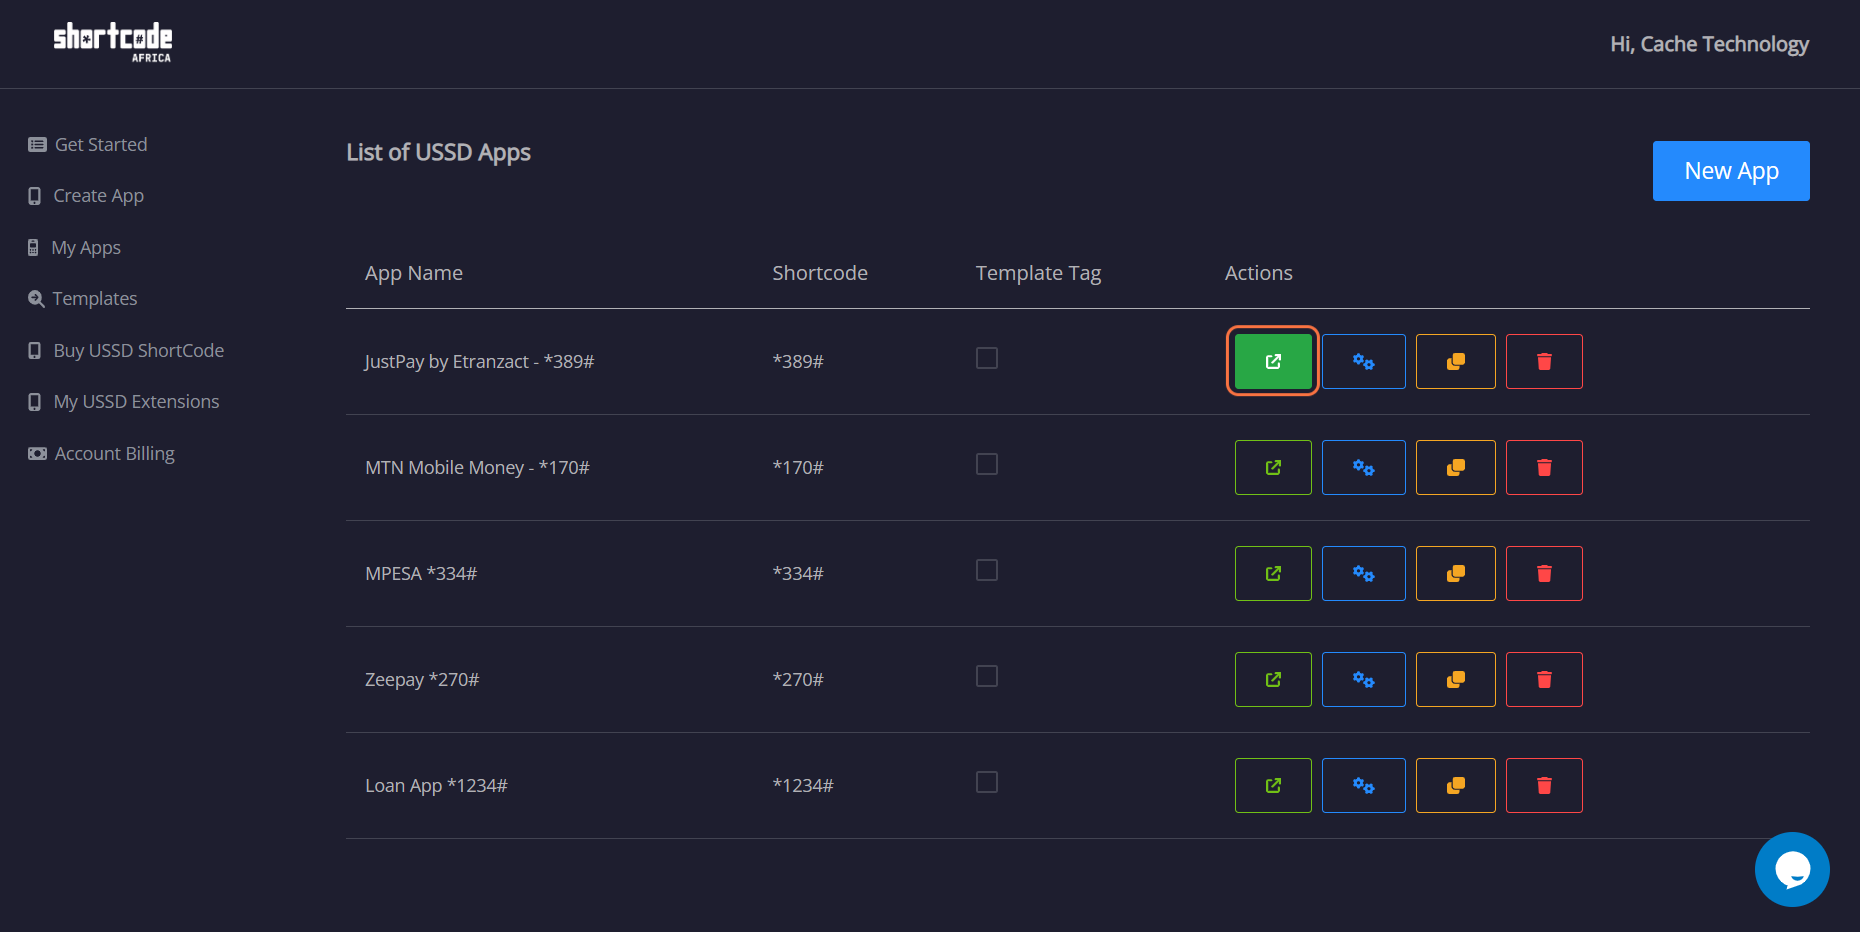 shortcode
AFRICA
Hi, Cache Technology
Get Started
Create App
My Apps
Templates
Buy USSD ShortCode
My USSD Extensions
Account Billing
List of USSD Apps
New App
App Name Shortcode Template Tag Actions
JustPay by Etranzact - *389# *389#
MTN Mobile Money - *170# *170#
MPESA *334# *334#
Zeepay *270# *270#
Loan App *1234# *1234#